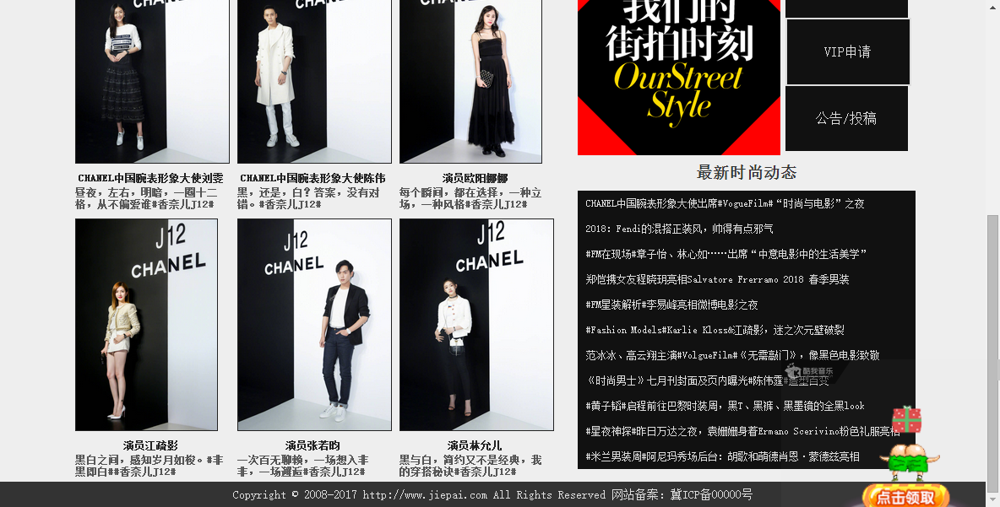 CHANEL
CHANEL
CHANEL
CHANEL中国腕表形象大使刘雯
昼夜，左右，明暗，一圈十二
格，从不偏爱谁#香奈儿J12#
CHANEL中国腕表形象大使陈伟
黑，还是，白？答案，没有对
错。#香奈儿J12#
演员欧阳娜娜
每个瞬间，都在选择，一种立
场，一种风格#香奈儿J12#
J12
CHANEL
J12
CHANEL
J12
CHANEL
演员江疏影
黑白之间，感知岁月如梭。#非
黑即白##香奈儿J12#
演员张若昀
一次百无聊赖，一场想入非
非，一场邂逅#香奈儿J12#
演员林允儿
黑与白，简约又不是经典，我
的穿搭秘诀#香奈儿J12#
我们的
街拍时刻
OurStreet
Style
VIP申请
公告/投稿
最新时尚动态
CHANEL中国腕表形象大使出席#VogueFilm#“时尚与电影”之夜
2018：Fendi的混搭正装风，帅得有点邪气
#FM在现场#章子怡、林心如……出席“中意电影中的生活美学”
郑恺携女友程晓玥亮相Salvatore Frerramo 2018 春季男装
#FM星装解析#李易峰亮相微博电影之夜
#Fashion Models#Karlie Kloss&江疏影，迷之次元壁破裂
范冰冰、高云翔主演#VolgueFilm#《无需敲门》，像黑色电影致敬
《时尚男士》七月刊封面及页内曝光#陈伟霆#造型百变
#黄子韬#启程前往巴黎时装周，黑T、黑裤、黑墨镜的全黑look
#星夜神探#昨日万达之夜，袁姗姗身着Ermano Scerivino粉色礼服亮相
#米兰男装周#阿尼玛秀场后台：胡歌和萌德肖恩·蒙德兹亮相
酷我音乐
点击领取
Copyright © 2008-2017 http://www.jiepai.com All Rights Reserved 网站备案：冀ICP备00000号